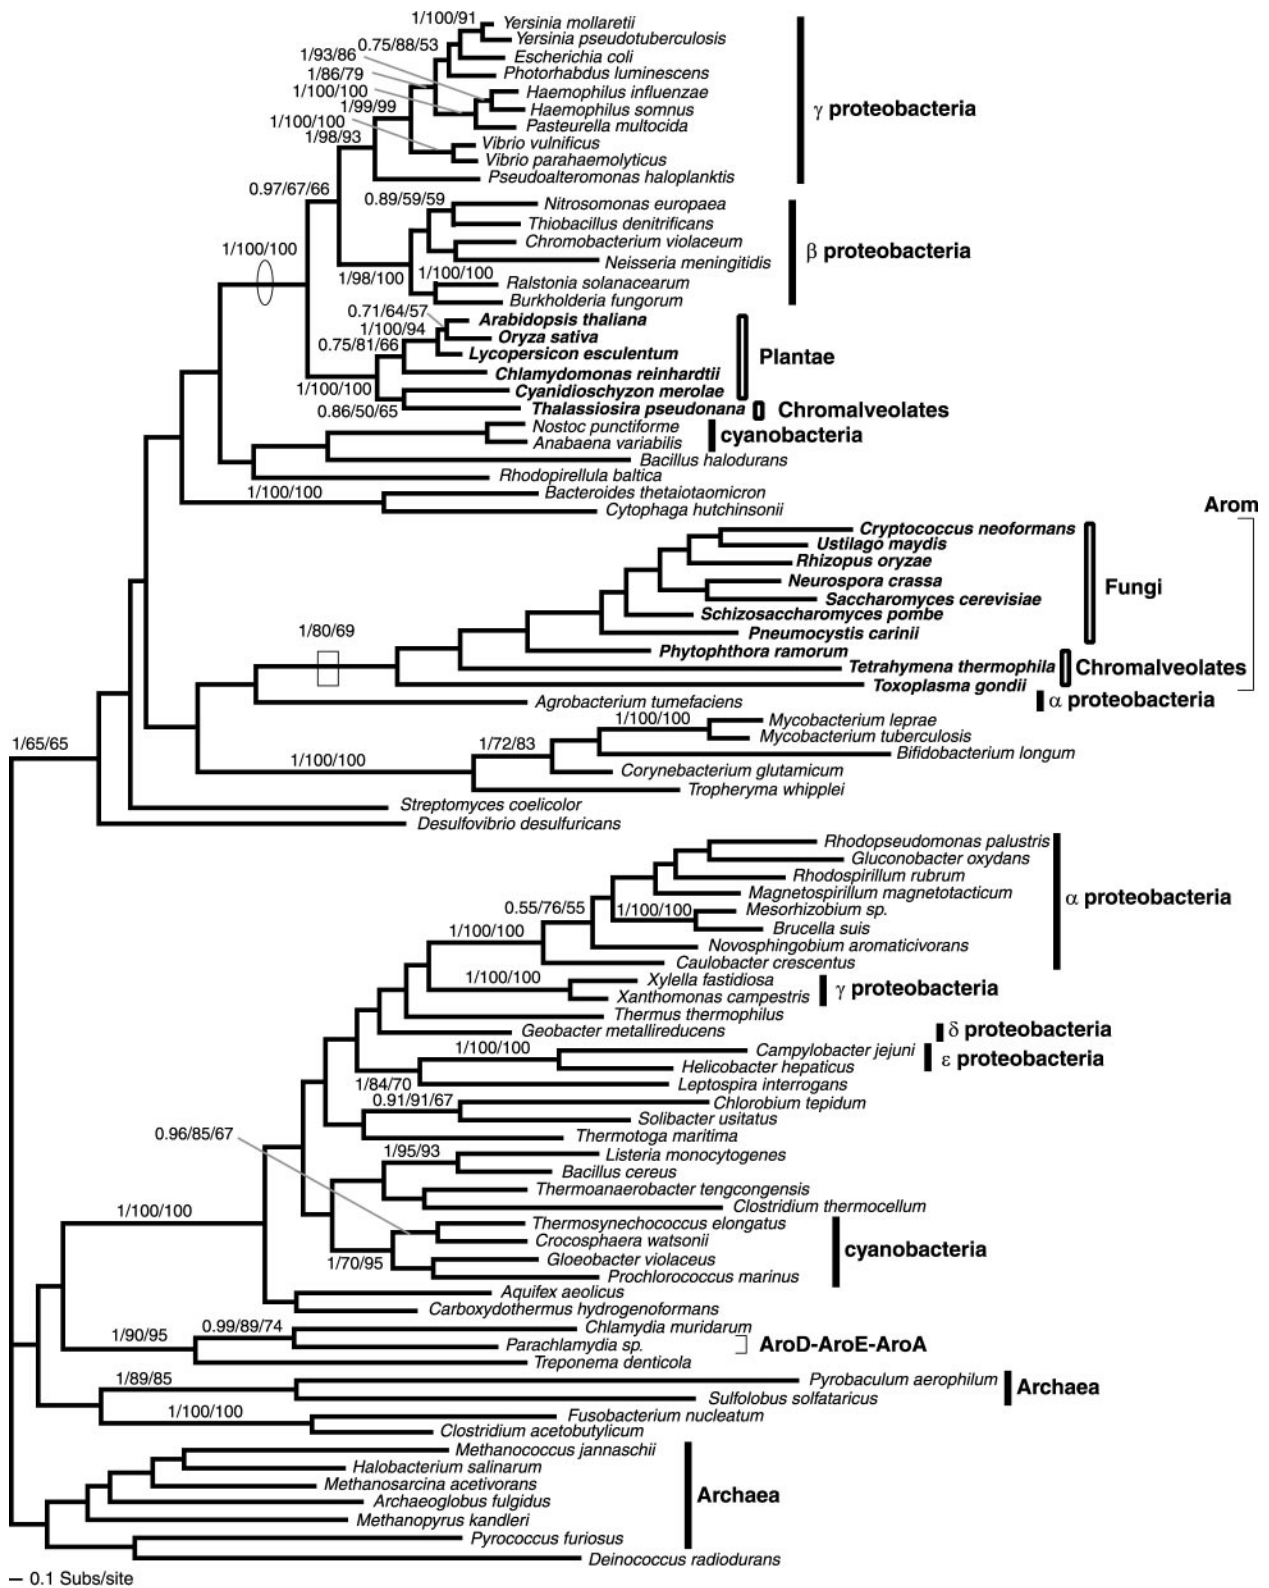 1/100/91
Yersinia mollaretii
Yersinia pseudotuberculosis
0.75/88/53
Escherichia coli
1/93/86
Photorhabdus luminescens
1/86/79
Haemophilus influenzae
1/100/100
Haemophilus somnus
γ proteobacteria
1/99/99
Pasteurella multocida
1/100/100
1/98/93
Vibrio vulnificus
Vibrio parahaemolyticus
Pseudoalteromonas haloplanktis
0.97/67/66
0.89/59/59
Nitrosomonas europaea
Thiobacillus denitrificans
Chromobacterium violaceum
β proteobacteria
1/100/100
Neisseria meningitidis
1/98/100
1/100/100
Ralstonia solanacearum
Burkholderia fungorum
0.71/64/57
Arabidopsis thaliana
1/100/94
Oryza sativa
0.75/81/66
Lycopersicon esculentum
Plantae
Chlamydomonas reinhardtii
1/100/100
Cyanidioschyzon merolae
0.86/50/65
Thalassiosira pseudonana
Chromalveolates
Nostoc punctiforme
Anabaena variabilis
cyanobacteria
Bacillus halodurans
Rhodopirellula baltica
1/100/100
Bacteroides thetaiotaomicron
Cytophaga hutchinsonii
Arom
Cryptococcus neoformans
Ustilago maydis
Rhizopus oryzae
Neurospora crassa
Fungi
Saccharomyces cerevisiae
Schizosaccharomyces pombe
1/80/69
Pneumocystis carinii
Phytophthora ramorum
Tetrahymena thermophila
Chromalveolates
Toxoplasma gondii
Agrobacterium tumefaciens
α proteobacteria
1/100/100
Mycobacterium leprae
Mycobacterium tuberculosis
1/65/65
1/72/83
Bifidobacterium longum
1/100/100
Corynebacterium glutamicum
Tropheryma whipplei
Streptomyces coelicolor
Desulfovibrio desulfuricans
Rhodopseudomonas palustris
Gluconobacter oxydans
Rhodospirillum rubrum
Magnetospirillum magnetotacticum
α proteobacteria
0.55/76/55
1/100/100
Mesorhizobium sp.
Brucella suis
1/100/100
Novosphingobium aromaticivorans
Caulobacter crescentus
1/100/100
Xylella fastidiosa
γ proteobacteria
Xanthomonas campestris
Thermus thermophilus
Geobacter metallireducens
δ proteobacteria
1/100/100
Campylobacter jejuni
ε proteobacteria
Helicobacter hepaticus
1/84/70
Leptospira interrogans
0.91/91/67
Chlorobium tepidum
Solibacter usitatus
0.96/85/67
Thermotoga maritima
1/95/93
Listeria monocytogenes
Bacillus cereus
Thermoanaerobacter tengcongensis
Clostridium thermocellum
1/100/100
Thermosynechococcus elongatus
Crocosphaera watsonii
cyanobacteria
1/70/95
Gloeobacter violaceus
Prochlorococcus marinus
Aquifex aeolicus
Carboxydothermus hydrogenoformans
0.99/89/74
Chlamydia muridarum
1/90/95
Parachlamydia sp.
AroD-AroE-AroA
Treponema denticola
1/89/85
Pyrobaculum aerophilum
Archaea
Sulfolobus solfataricus
1/100/100
Fusobacterium nucleatum
Clostridium acetobutylicum
Methanococcus jannaschii
Halobacterium salinarum
Methanosarcina acetivorans
Archaea
Archaeoglobus fulgidus
Methanopyrus kandleri
Pyrococcus furiosus
Deinococcus radiodurans
0.1 Subs/site